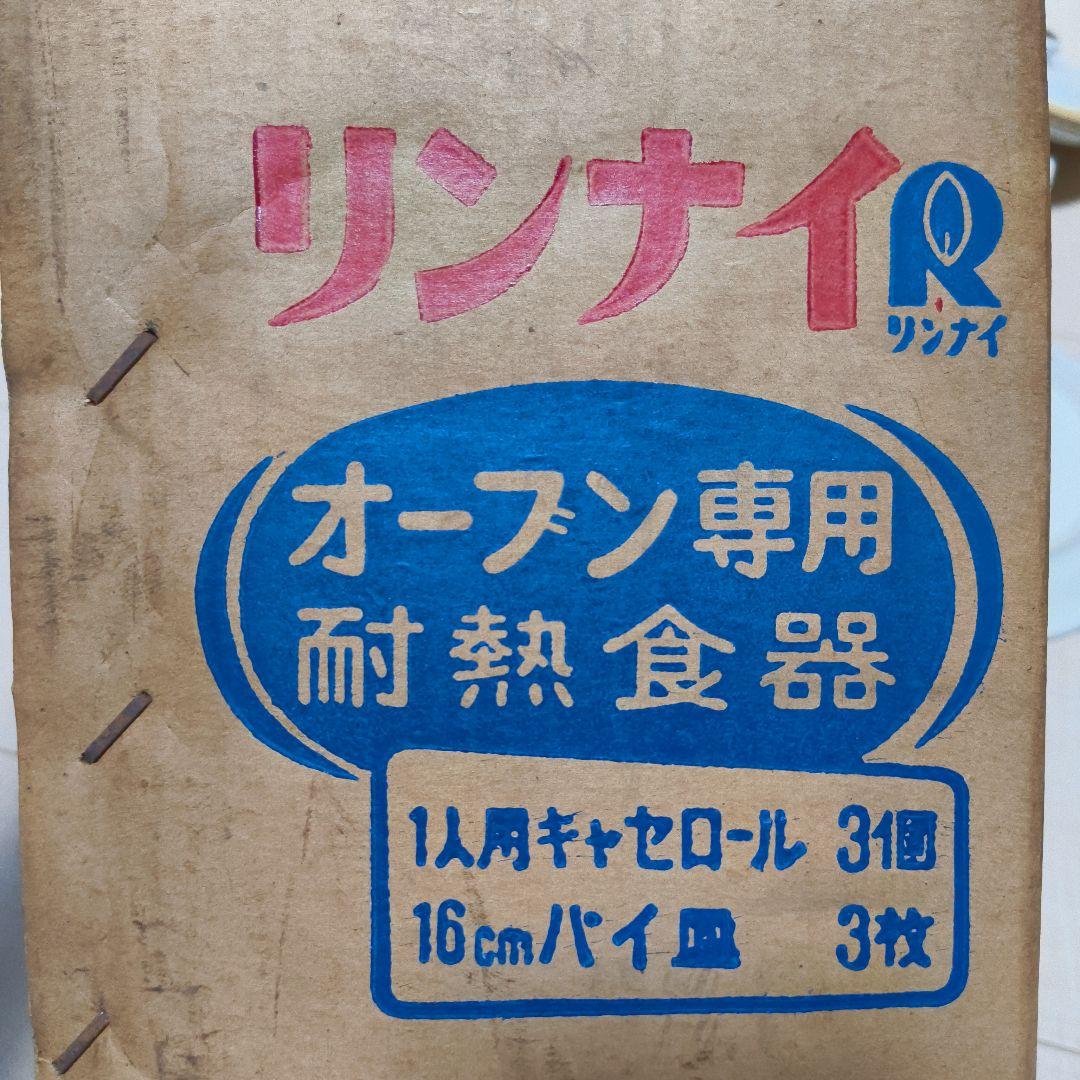 リンナイ
R
リンナイ
オーブン専用
耐熱食器
1人用キャセロール 3個
16cmパイ皿 3枚